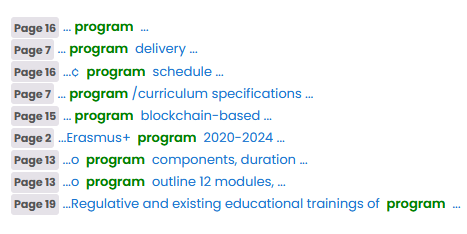 Page 16 ... program ...
Page 7 ... program delivery ...
Page 16 ...¢ program schedule ...
Page 7 ... program /curriculum specifications ...
Page 15 ... program blockchain-based ...
Page 2 ...Erasmus+ program 2020-2024 ...
Page 13 ...o program components, duration ...
Page 13 ...o program outline 12 modules, ...
Page 19 ...Regulative and existing educational trainings of program ...